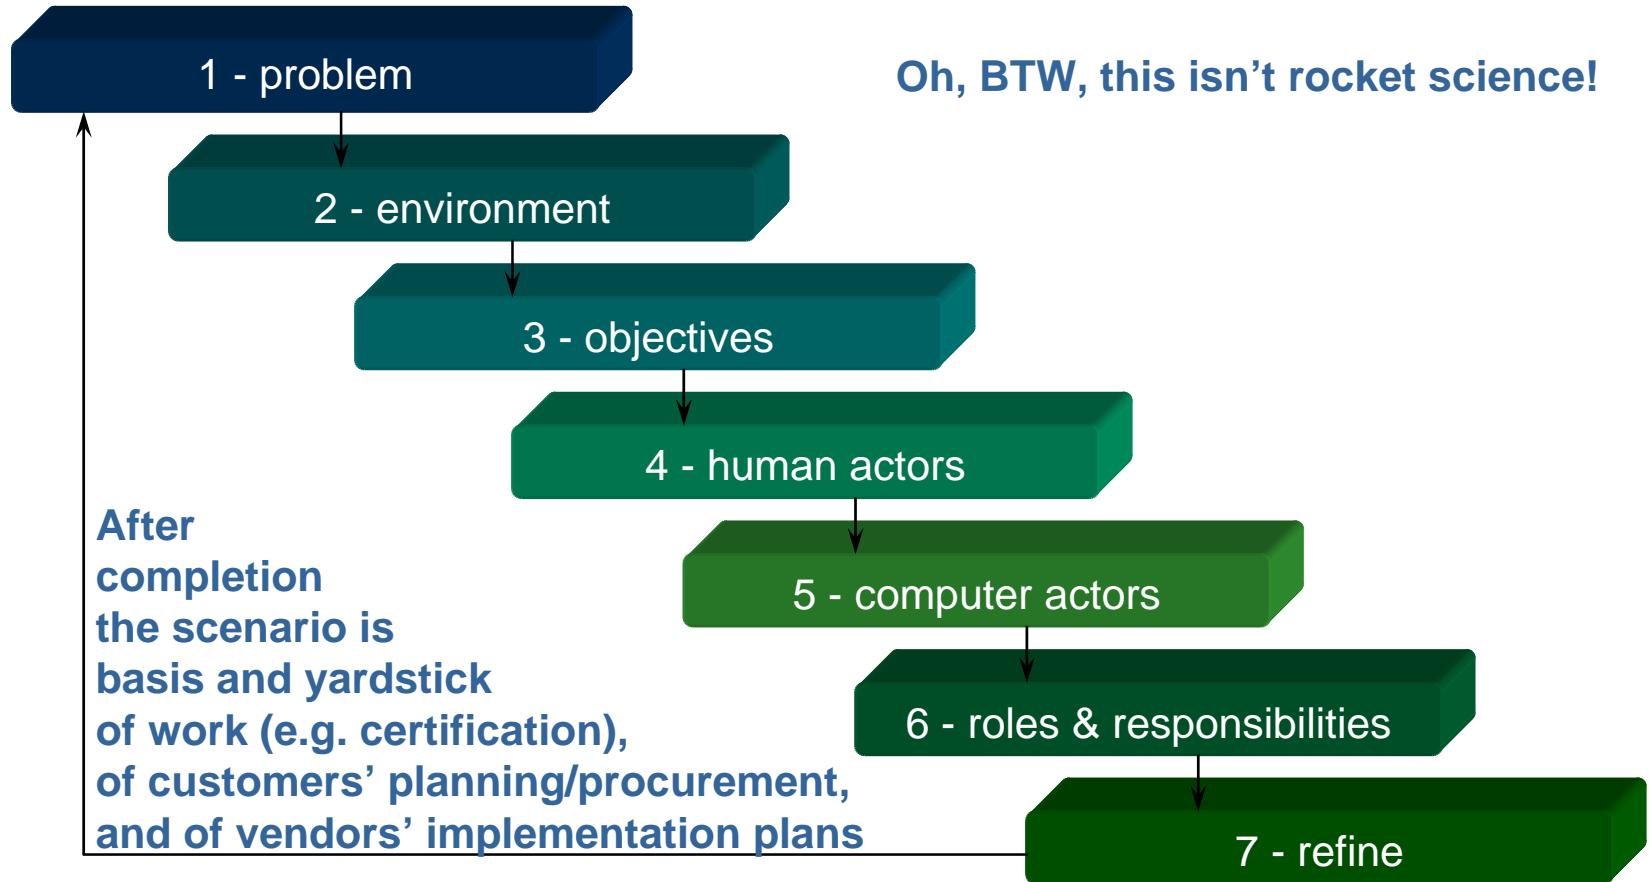 1 - problem
Oh, BTW, this isn’t rocket science!
2 - environment
3 - objectives
4 - human actors
5 - computer actors
6 - roles & responsibilities
7 - refine
After
completion
the scenario is
basis and yardstick
of work (e.g. certification),
of customers’ planning/procurement,
and of vendors’ implementation plans